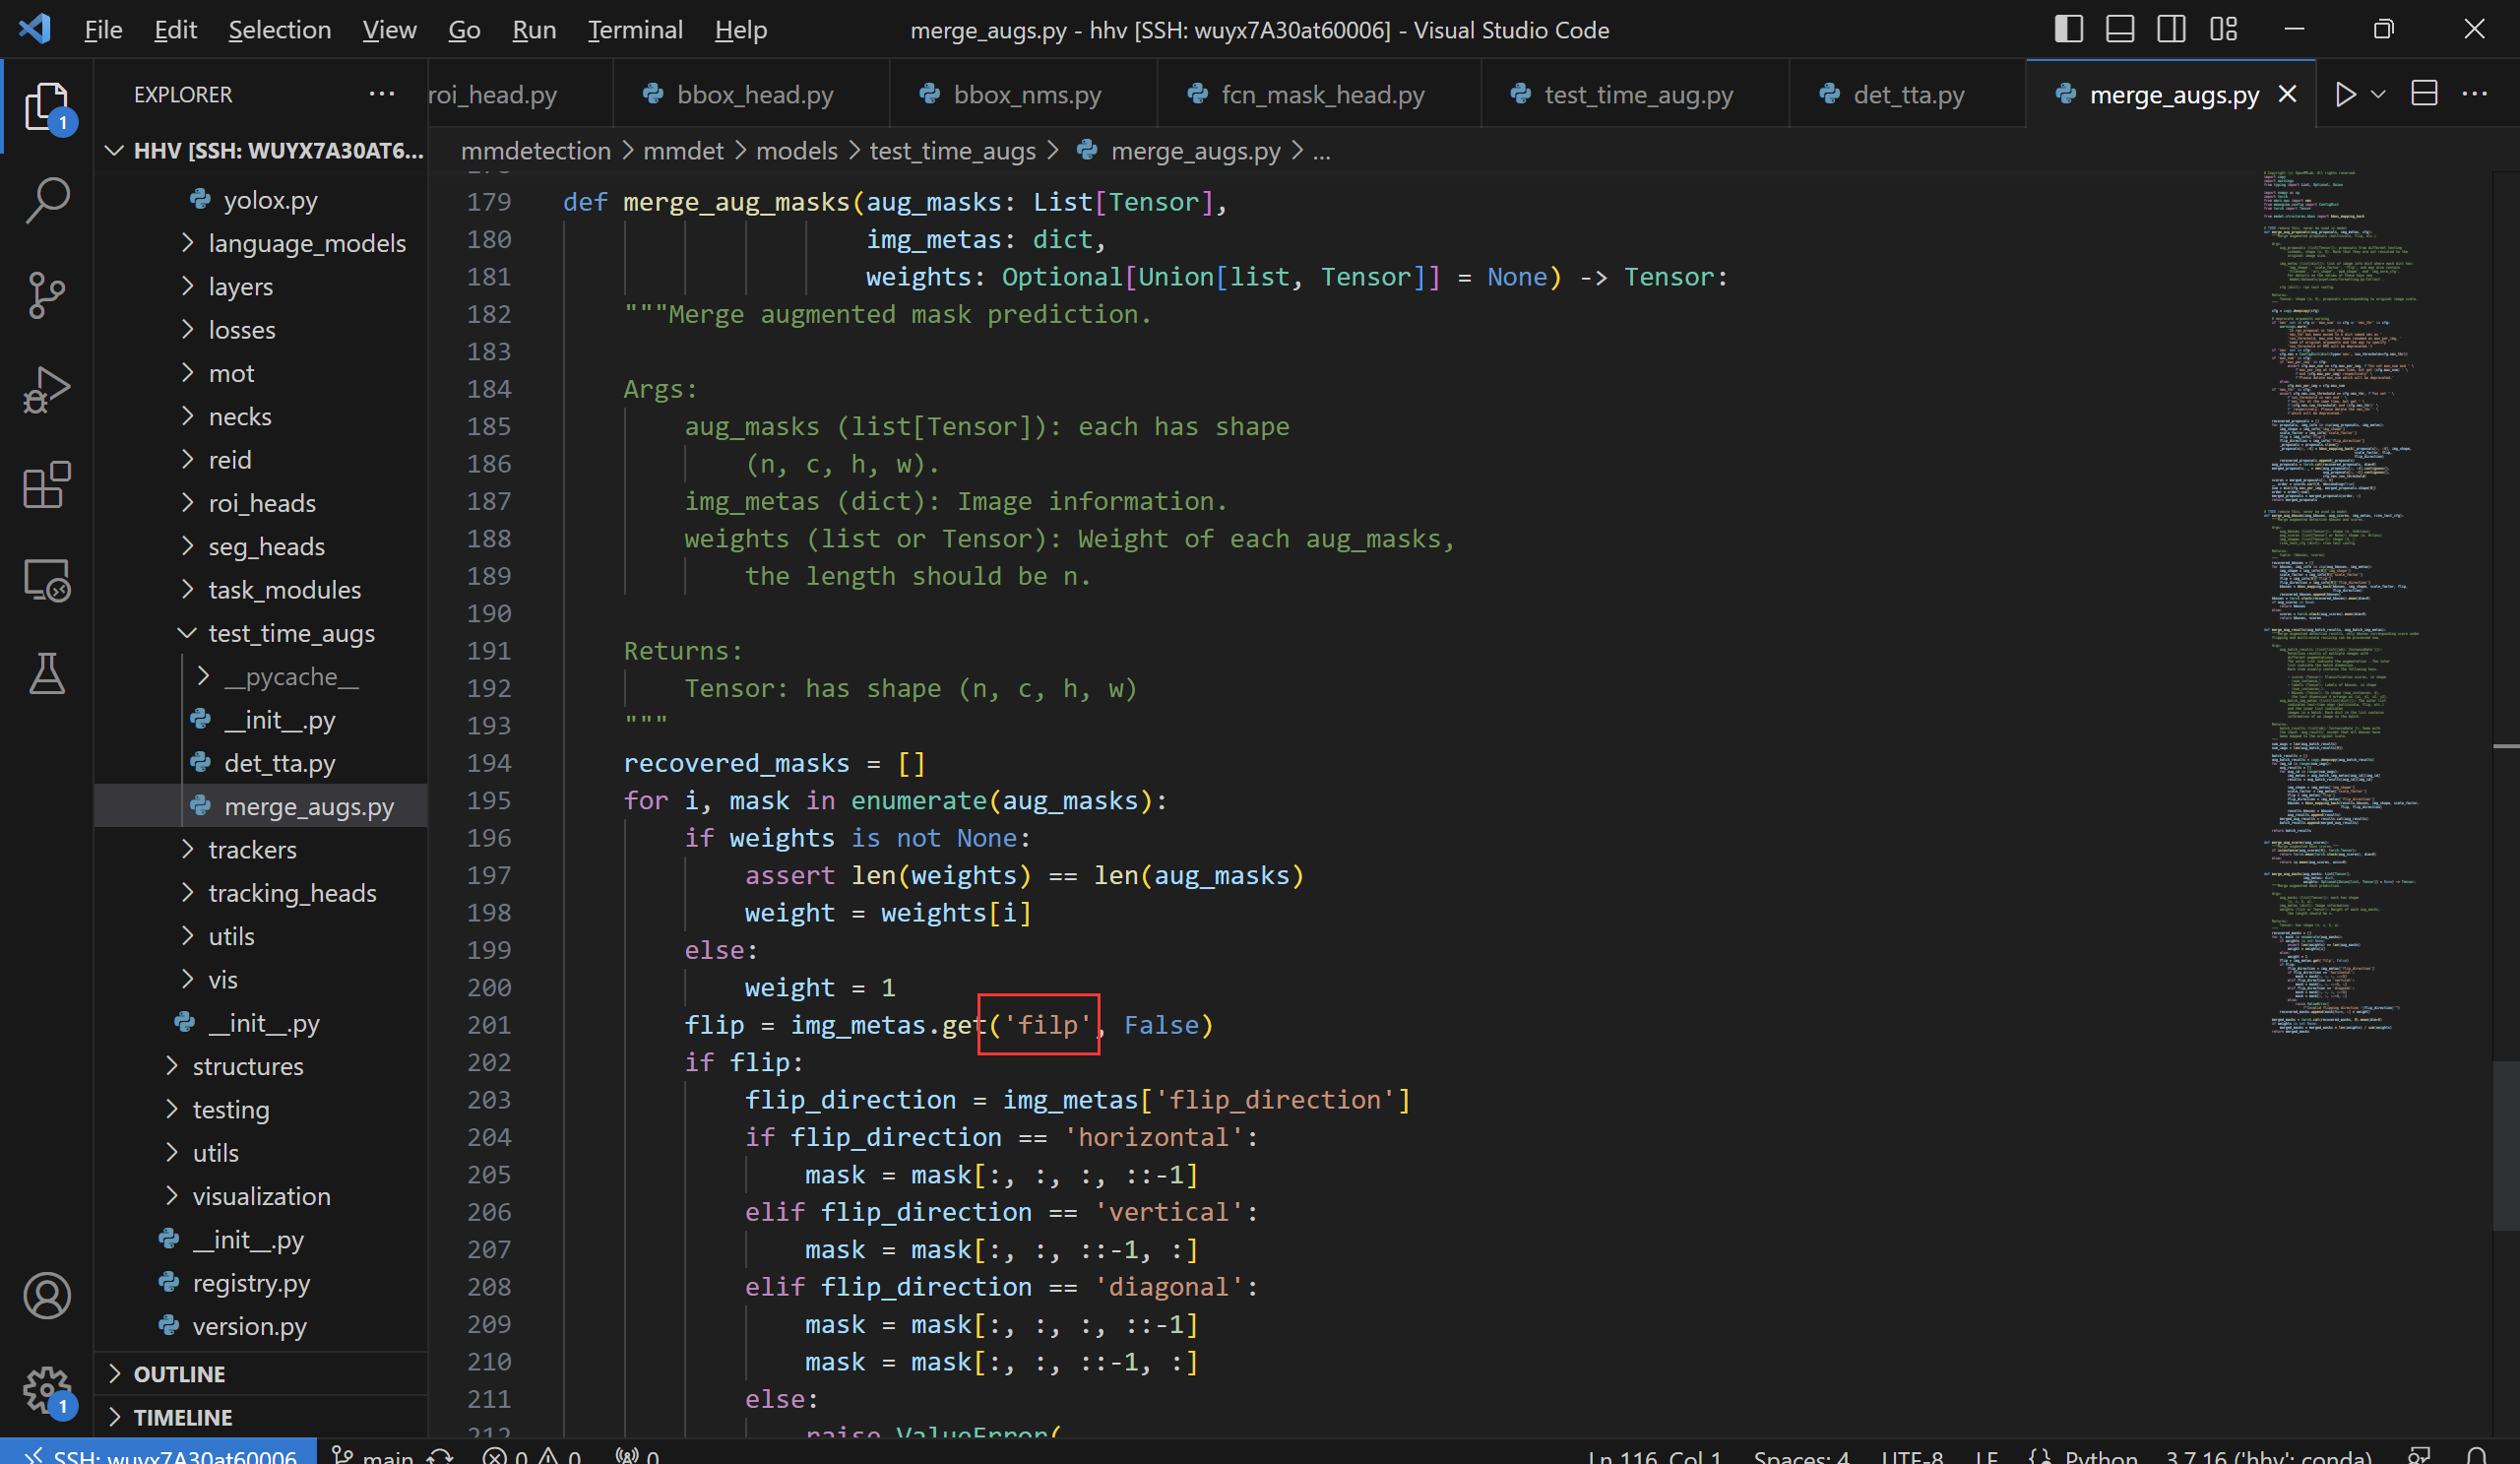 File Edit Selection View Go Run Terminal Help
merge_augs.py - hhv [SSH: wuyx7A30at60006] - Visual Studio Code
EXPLORER
roi_head.py
bbox_head.py
bbox_nms.py
fcn_mask_head.py
test_time_aug.py
det_tta.py
merge_augs.py
HHV [SSH: WUYX7A30AT6...
yolox.py
language_models
layers
losses
mot
necks
reid
roi_heads
seg_heads
task_modules
test_time_augs
__pycache__
__init__.py
det_tta.py
merge_augs.py
trackers
tracking_heads
utils
vis
__init__.py
structures
testing
utils
visualization
__init__.py
registry.py
version.py
OUTLINE
TIMELINE
1
1
mmdetection > mmdet > models > test_time_augs > merge_augs.py > ...
179 def merge_aug_masks(aug_masks: List[Tensor],
180 img_metas: dict,
181 weights: Optional[Union[list, Tensor]] = None) -> Tensor:
182 """Merge augmented mask prediction.
183
184 Args:
185 aug_masks (list[Tensor]): each has shape
186 (n, c, h, w).
187 img_metas (dict): Image information.
188 weights (list or Tensor): Weight of each aug_masks,
189 the length should be n.
190
191 Returns:
192 Tensor: has shape (n, c, h, w)
193 """
194 recovered_masks = []
195 for i, mask in enumerate(aug_masks):
196 if weights is not None:
197 assert len(weights) == len(aug_masks)
198 weight = weights[i]
199 else:
200 weight = 1
201 flip = img_metas.get('filp', False)
202 if flip:
203 flip_direction = img_metas['flip_direction']
204 if flip_direction == 'horizontal':
205 mask = mask[:, :, :, ::-1]
206 elif flip_direction == 'vertical':
207 mask = mask[:, :, ::-1, :]
208 elif flip_direction == 'diagonal':
209 mask = mask[:, :, :, ::-1]
210 mask = mask[:, :, ::-1, :]
211 else:
212 raise ValueError(
SSH: wuyx7A30at60006 main 0 0 0 Ln 116, Col 1 Spaces: 4 UTF-8 LF Python 3.7.16 ('hhv': conda)